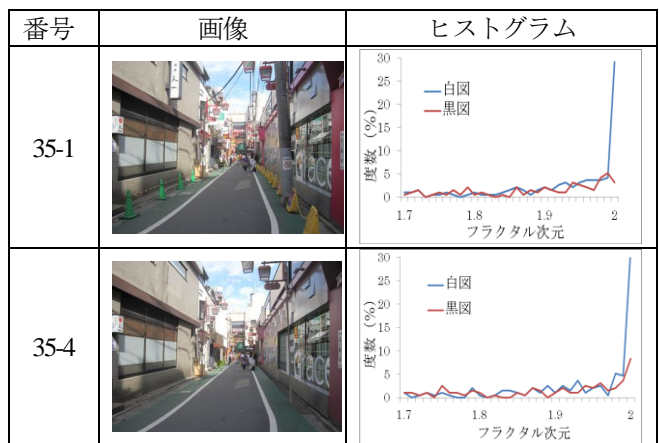 番号 画像 ヒストグラム
35-1
30
25
20
15
10
5
0
度数 (%)
白図
黒図
1.7 1.8 1.9 2
フラクタル次元
35-4
30
25
20
15
10
5
0
度数 (%)
白図
黒図
1.7 1.8 1.9 2
フラクタル次元